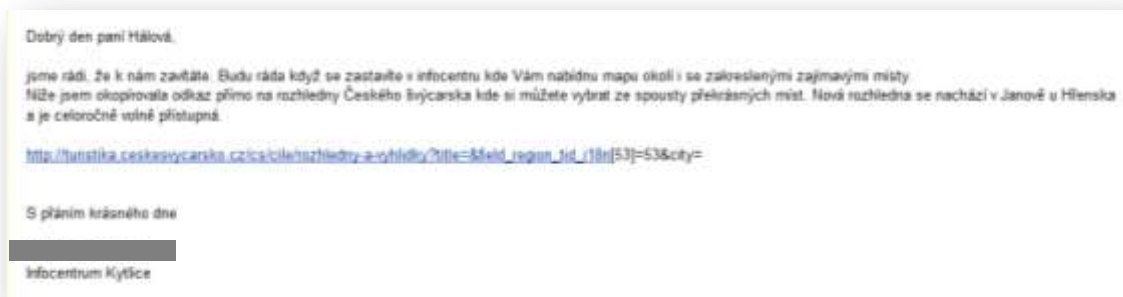 Dobrý den paní Hálová,
jsme rádi, že k nám zavítáte. Budu ráda když se zastavíte v infocentru kde Vám nabídnu mapu okolí i se zakreslenými zajímavými místy.
Níže jsem okopírovala odkaz přímo na rozhledny Českého švýcarska kde si můžete vybrat ze spousty překrásných míst. Nová rozhledna se nachází v Janově u Hřenska
a je celoročně volně přístupná.
http://turistika.ceskesvycarsko.cz/cs/cile/rozhledny-a-vyhlidky?title=&field_region_tid_i18n[53]=53&city=
S přáním krásného dne
Infocentrum Kytlice